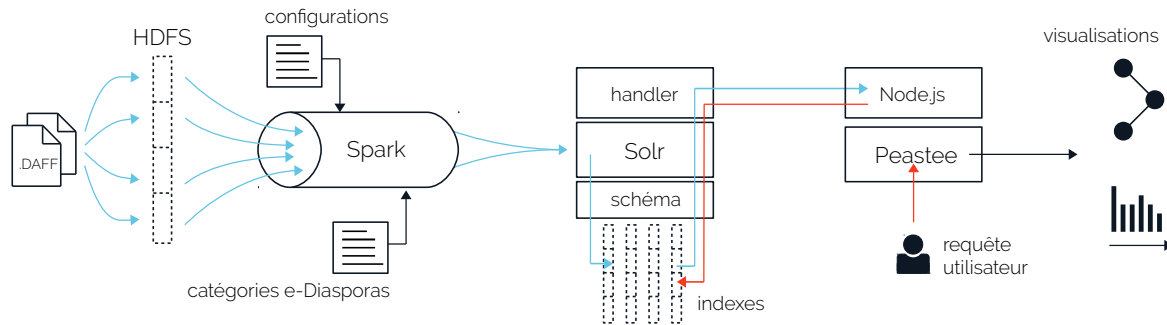 configurations
HDFS
.DAFF
Spark
catégories e-Diasporas
handler
Solr
schéma
indexes
Node.js
Peastee
requête
utilisateur
visualisations